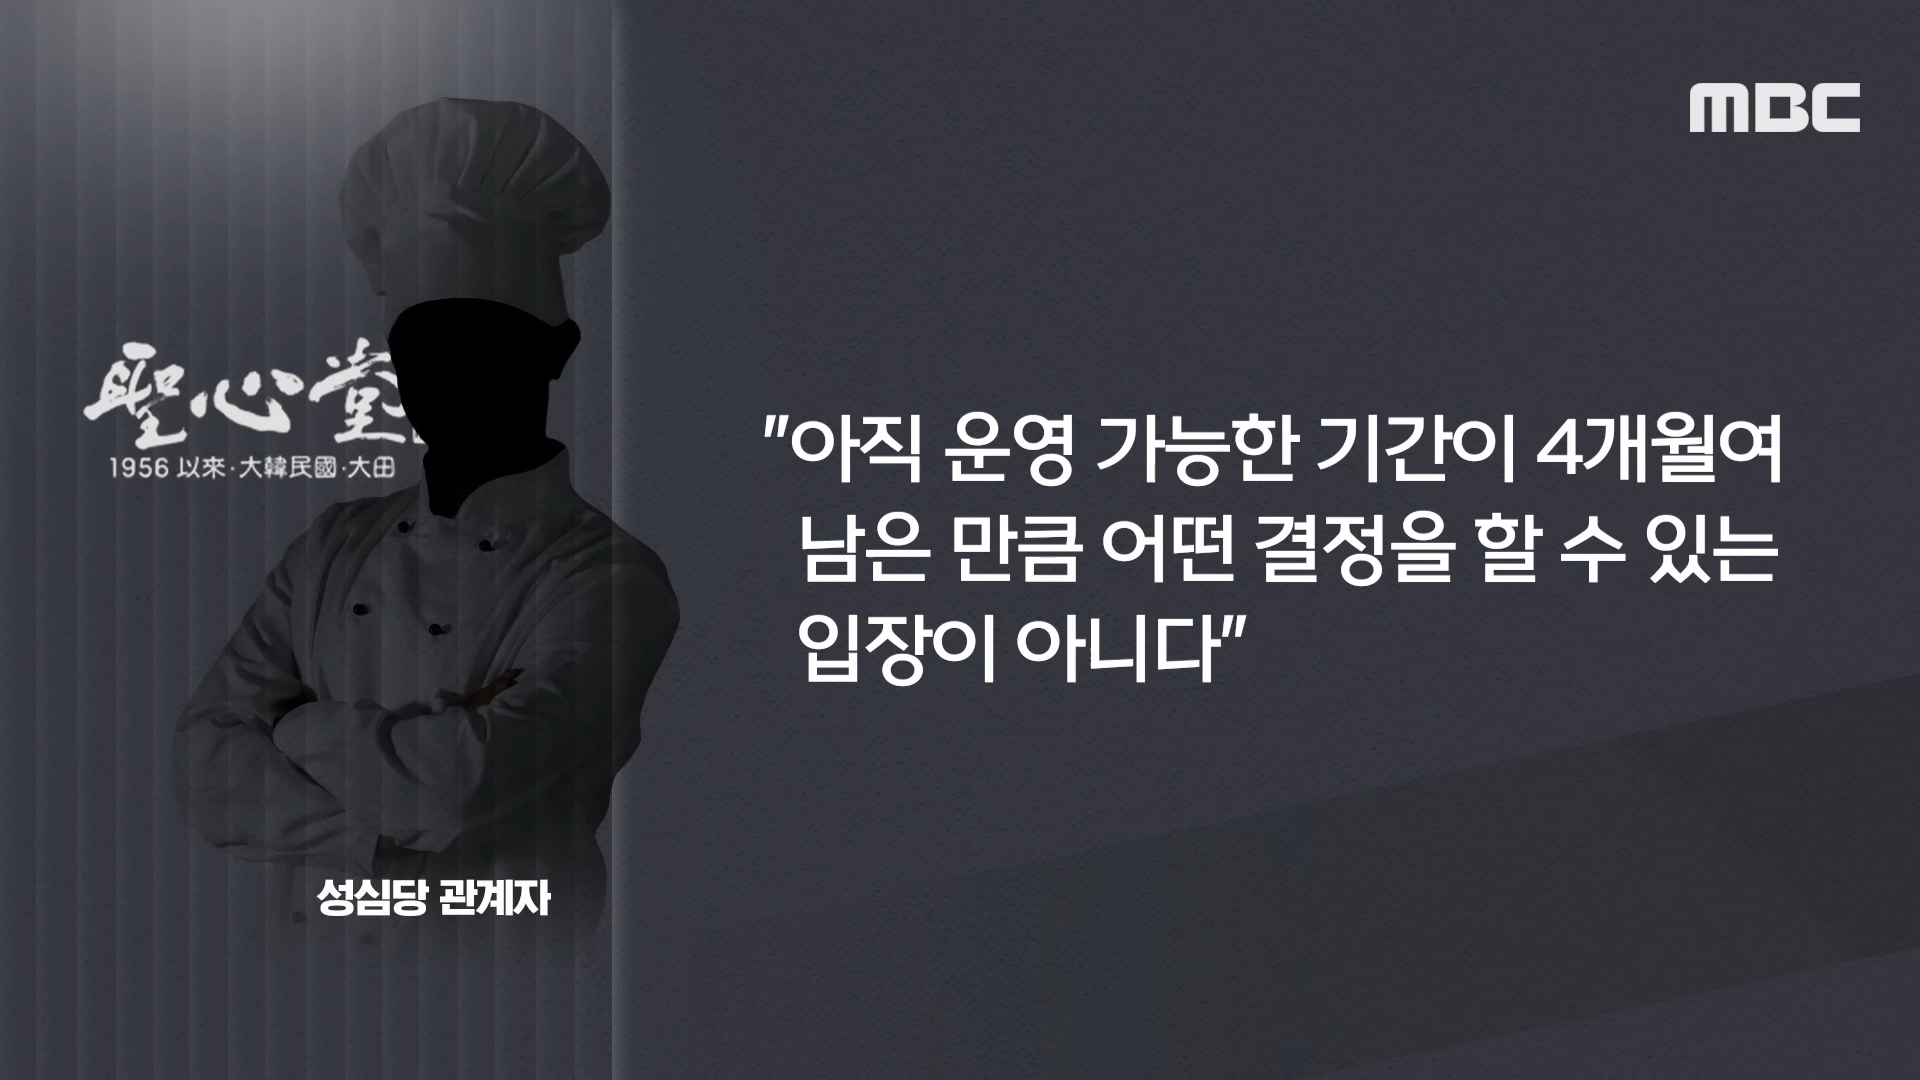 MBC
聖心堂
1956 以來·大韓民國·大田
"아직 운영 가능한 기간이 4개월여
남은 만큼 어떤 결정을 할 수 있는
입장이 아니다"
성심당 관계자